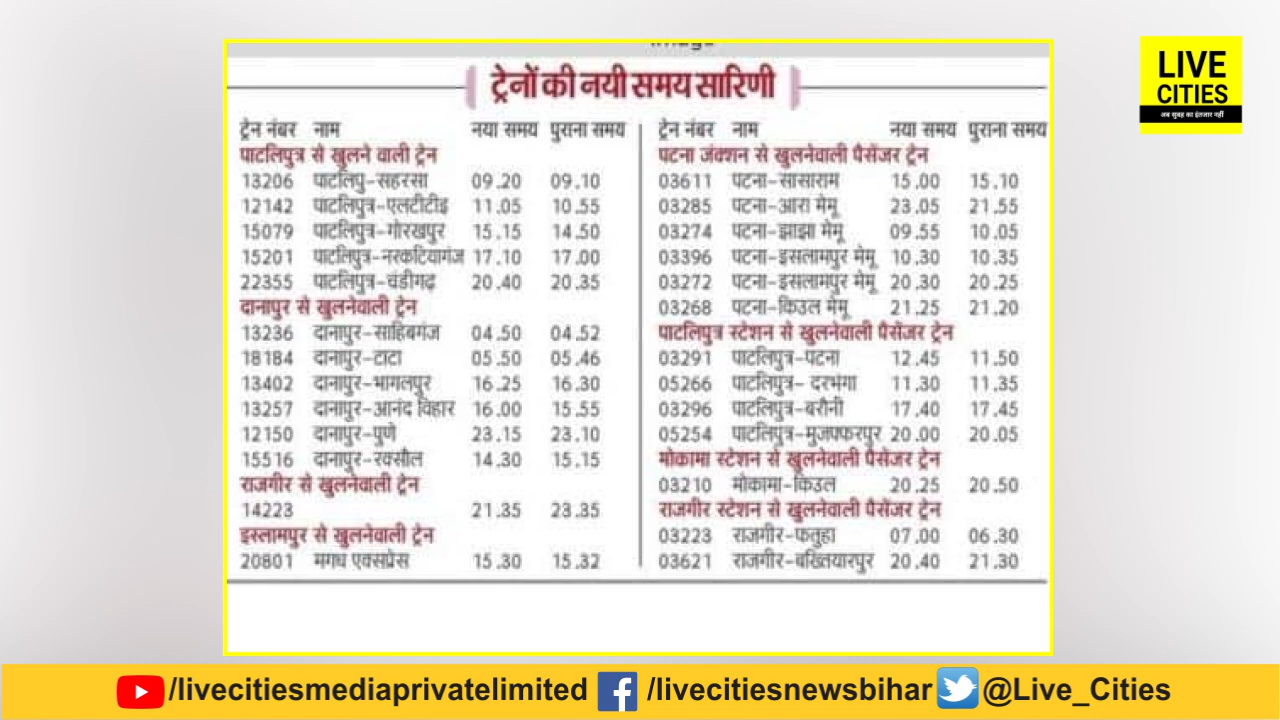 LIVE
CITIES
अब सुबह का इंतजार नहीं
ट्रेनों की नयी समय सारिणी
ट्रेन नंबर नाम नया समय पुराना समय
पाटलिपुत्र से खुलने वाली ट्रेन
13206 पाटलिपु-सहरसा 09.20 09.10
12142 पाटलिपुत्र-एलटीटीइ 11.05 10.55
15079 पाटलिपुत्र-गोरखपुर 15.15 14.50
15201 पाटलिपुत्र-नरकटियागंज 17.10 17.00
22355 पाटलिपुत्र-चंडीगढ़ 20.40 20.35
दानापुर से खुलनेवाली ट्रेन
13236 दानापुर-साहिबगंज 04.50 04.52
18184 दानापुर-टाटा 05.50 05.46
13402 दानापुर-भागलपुर 16.25 16.30
13257 दानापुर-आनंद विहार 16.00 15.55
12150 दानापुर-पुणे 23.15 23.10
15516 दानापुर-रक्सौल 14.30 15.15
राजगीर से खुलनेवाली ट्रेन
14223 21.35 23.35
इस्लामपुर से खुलनेवाली ट्रेन
20801 मगध एक्सप्रेस 15.30 15.32
ट्रेन नंबर नाम नया समय पुराना समय
पटना जंक्शन से खुलनेवाली पैसेंजर ट्रेन
03611 पटना-सासाराम 15.00 15.10
03285 पटना-आरा मेमू 23.05 21.55
03274 पटना-झाझा मेमू 09.55 10.05
03396 पटना-इसलामपुर मेमू 10.30 10.35
03272 पटना-इसलामपुर मेमू 20.30 20.25
03268 पटना-किउल मेमू 21.25 21.20
पाटलिपुत्र स्टेशन से खुलनेवाली पैसेंजर ट्रेन
03291 पाटलिपुत्र-पटना 12.45 11.50
05266 पाटलिपुत्र- दरभंगा 11.30 11.35
03296 पाटलिपुत्र-बरौनी 17.40 17.45
05254 पाटलिपुत्र-मुजफ्फरपुर 20.00 20.05
मोकामा स्टेशन से खुलनेवाली पैसेंजर ट्रेन
03210 मोकामा-किउल 20.25 20.50
राजगीर स्टेशन से खुलनेवाली पैसेंजर ट्रेन
03223 राजगीर-फतुहा 07.00 06.30
03621 राजगीर-बख्तियारपुर 20.40 21.30
/livecitiesmediaprivatelimited /livecitiesnewsbihar @Live_Cities